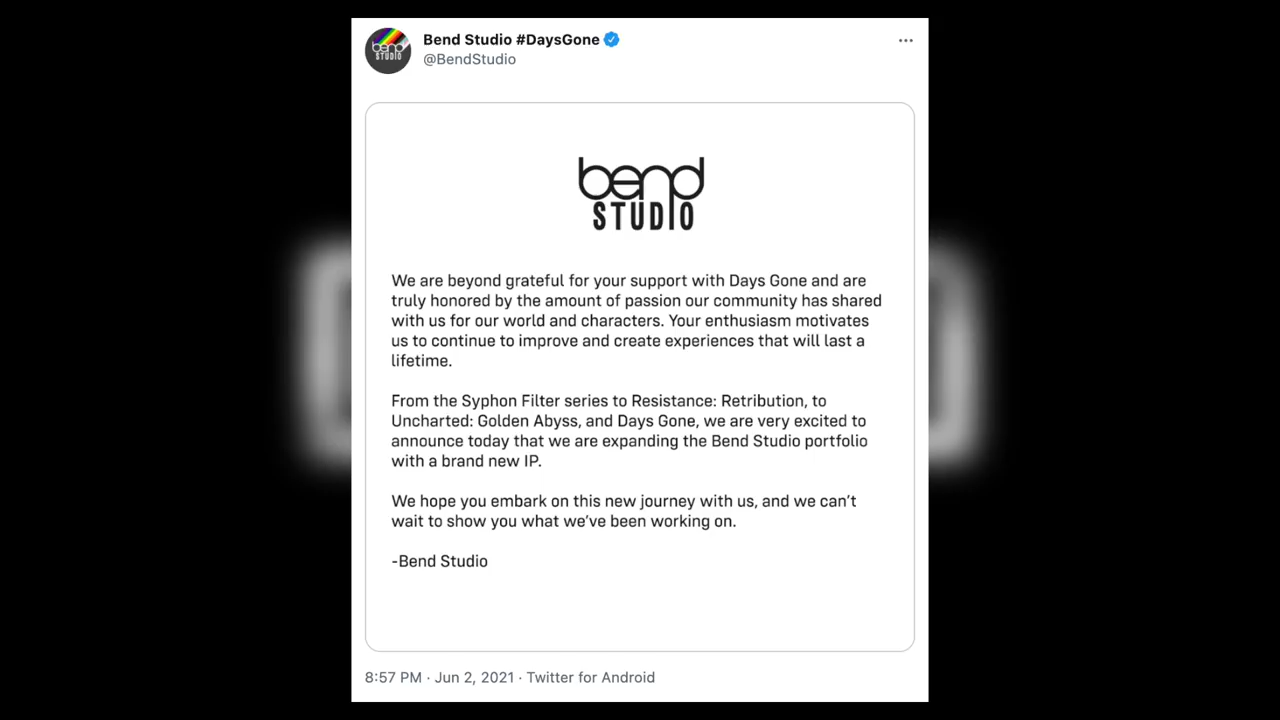 Bend Studio #DaysGone
@BendStudio
bend
STUDIO
bend
STUDIO
We are beyond grateful for your support with Days Gone and are
truly honored by the amount of passion our community has shared
with us for our world and characters. Your enthusiasm motivates
us to continue to improve and create experiences that will last a
lifetime.
From the Syphon Filter series to Resistance: Retribution, to
Uncharted: Golden Abyss, and Days Gone, we are very excited to
announce today that we are expanding the Bend Studio portfolio
with a brand new IP.
We hope you embark on this new journey with us, and we can’t
wait to show you what we’ve been working on.
-Bend Studio
8:57 PM · Jun 2, 2021 · Twitter for Android